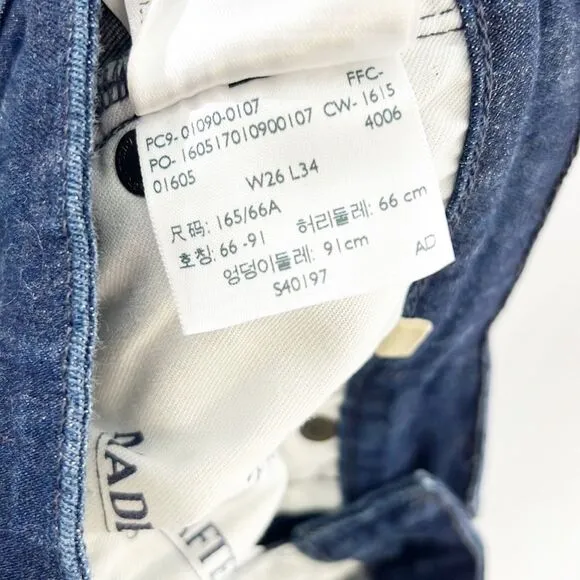 PC9- 01090-0107 FFC-
PO- 160517010900107 CW- 1615
01605 4006
W26 L34
尺码: 165/66A
호칭: 66 -91 허리둘레: 66 cm
엉덩이둘레: 91cm AD
S40197